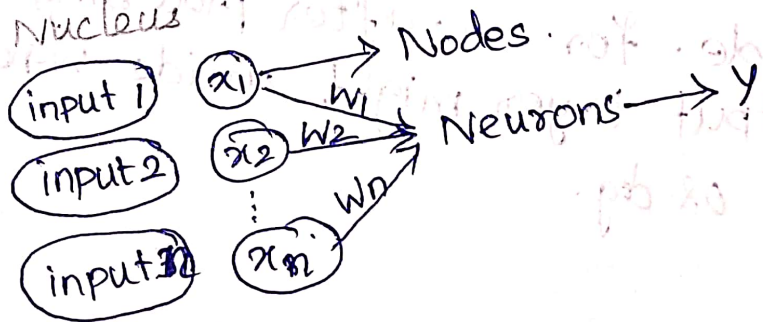 Nucleus
Nodes.
input 1 x1 W1
Neurons y
input 2 x2 W2
Wn
input n xn